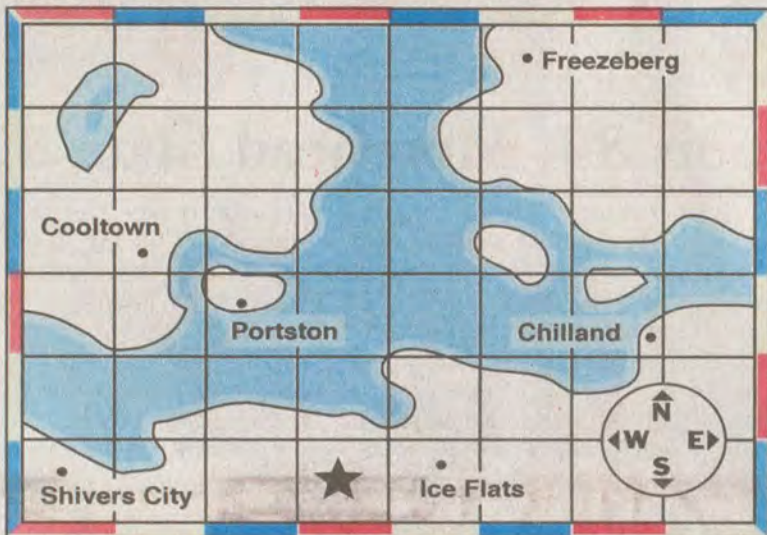 Freezeberg
Cooltown
Portston
Chilland
N
W E
S
Shivers City
Ice Flats